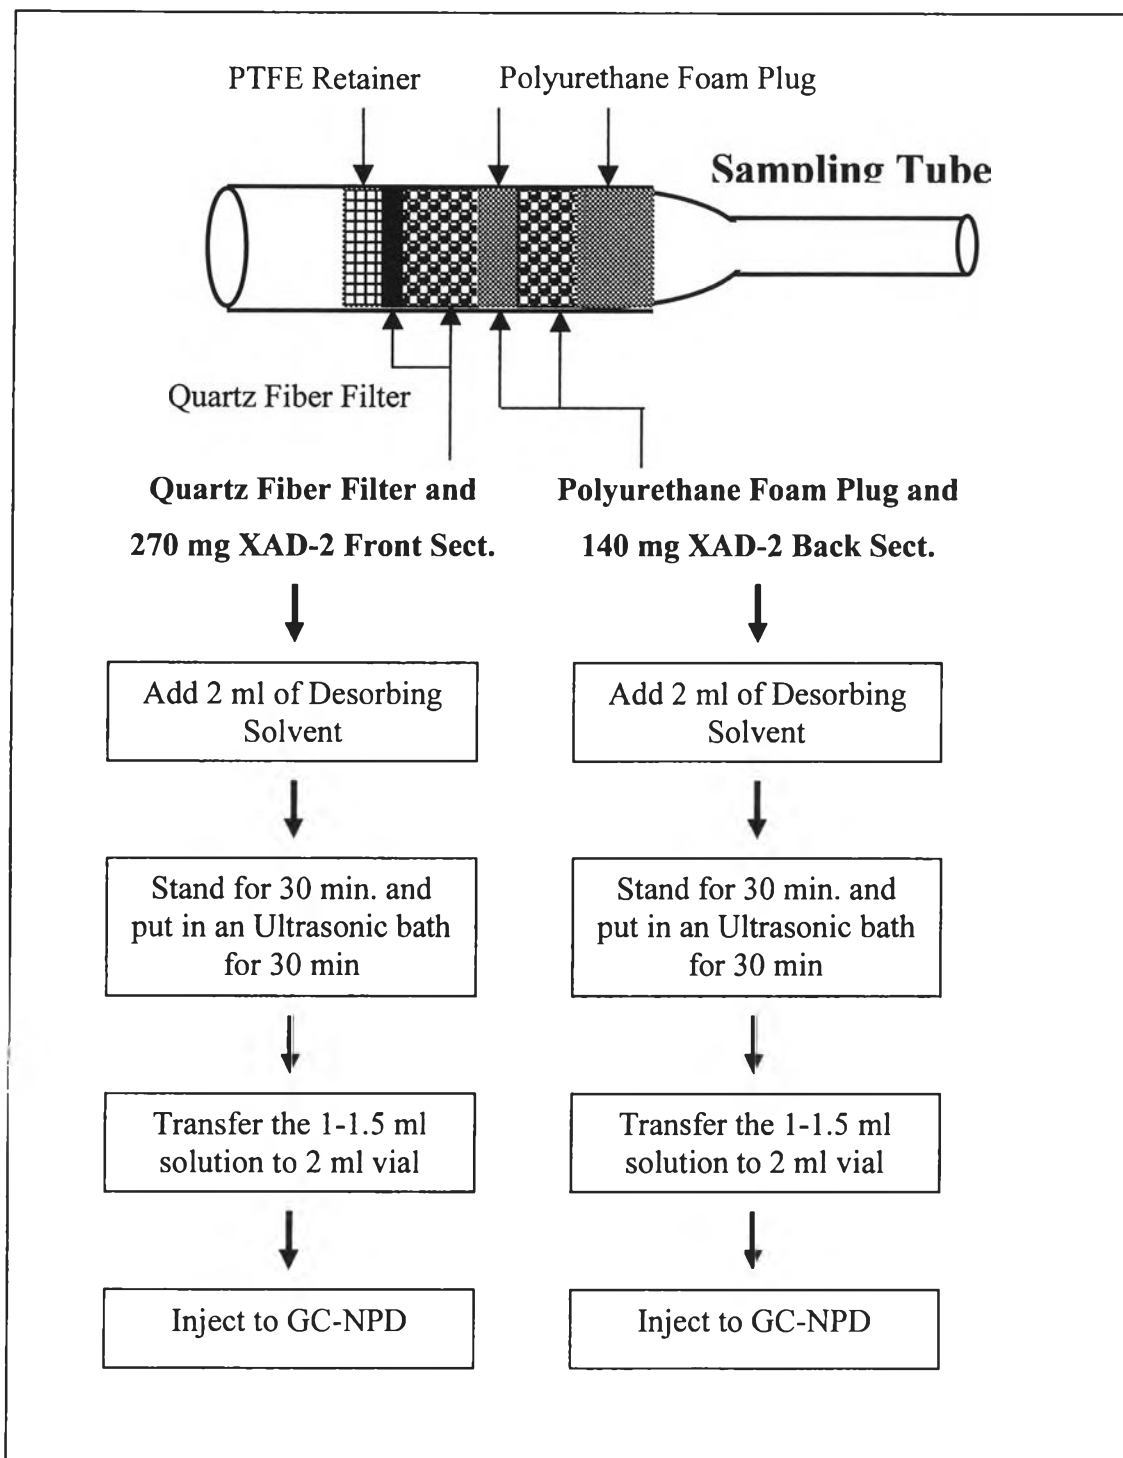 PTFE Retainer
Polyurethane Foam Plug
Sampling Tube
Quartz Fiber Filter
Quartz Fiber Filter and
270 mg XAD-2 Front Sect.
Polyurethane Foam Plug and
140 mg XAD-2 Back Sect.
Add 2 ml of Desorbing
Solvent
Add 2 ml of Desorbing
Solvent
Stand for 30 min. and
put in an Ultrasonic bath
for 30 min
Stand for 30 min. and
put in an Ultrasonic bath
for 30 min
Transfer the 1-1.5 ml
solution to 2 ml vial
Transfer the 1-1.5 ml
solution to 2 ml vial
Inject to GC-NPD
Inject to GC-NPD